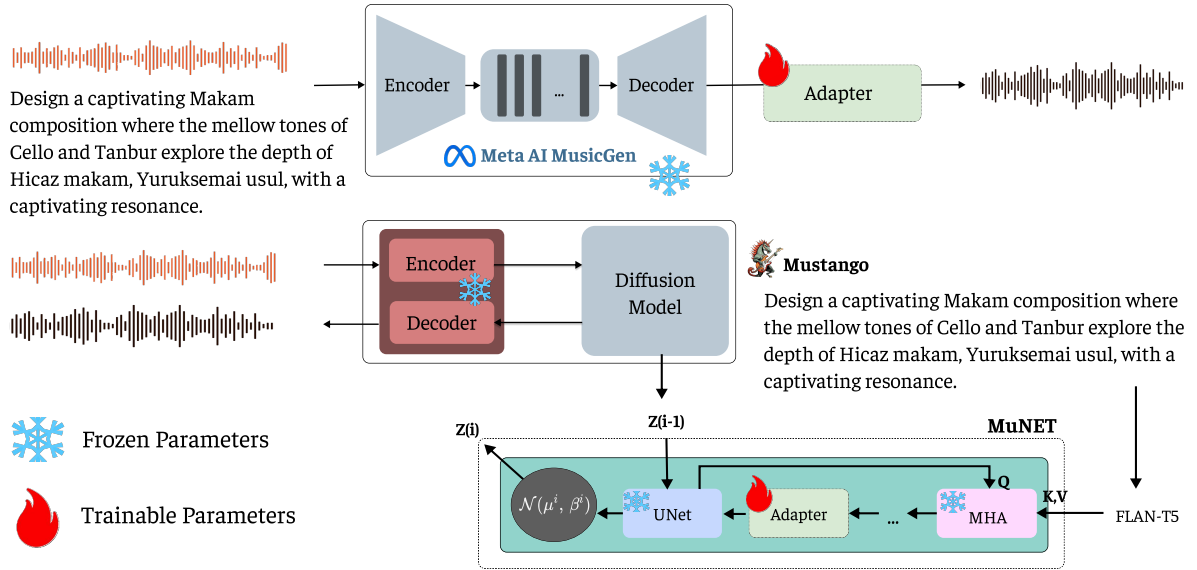 Design a captivating Makam
composition where the mellow tones of
Cello and Tanbur explore the depth of
Hicaz makam, Yuruksemai usul, with a
captivating resonance.
Encoder
...
Decoder
Meta AI MusicGen
Adapter
Encoder
Decoder
Diffusion
Model
Mustango
Design a captivating Makam composition where
the mellow tones of Cello and Tanbur explore the
depth of Hicaz makam, Yuruksemai usul, with a
captivating resonance.
Frozen Parameters
Trainable Parameters
Z(i)
Z(i-1)
MuNET
𝒩(μⁱ, βⁱ)
UNet
Adapter
...
Q
MHA
K,V
FLAN-T5